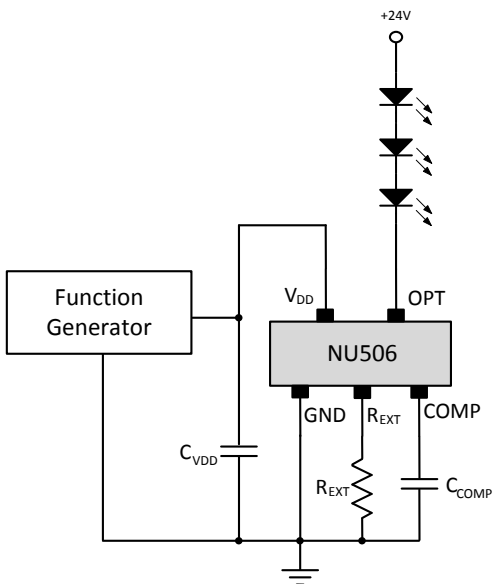 +24V
Function
Generator
VDD
OPT
NU506
GND
REXT
COMP
CVDD
REXT
CCOMP